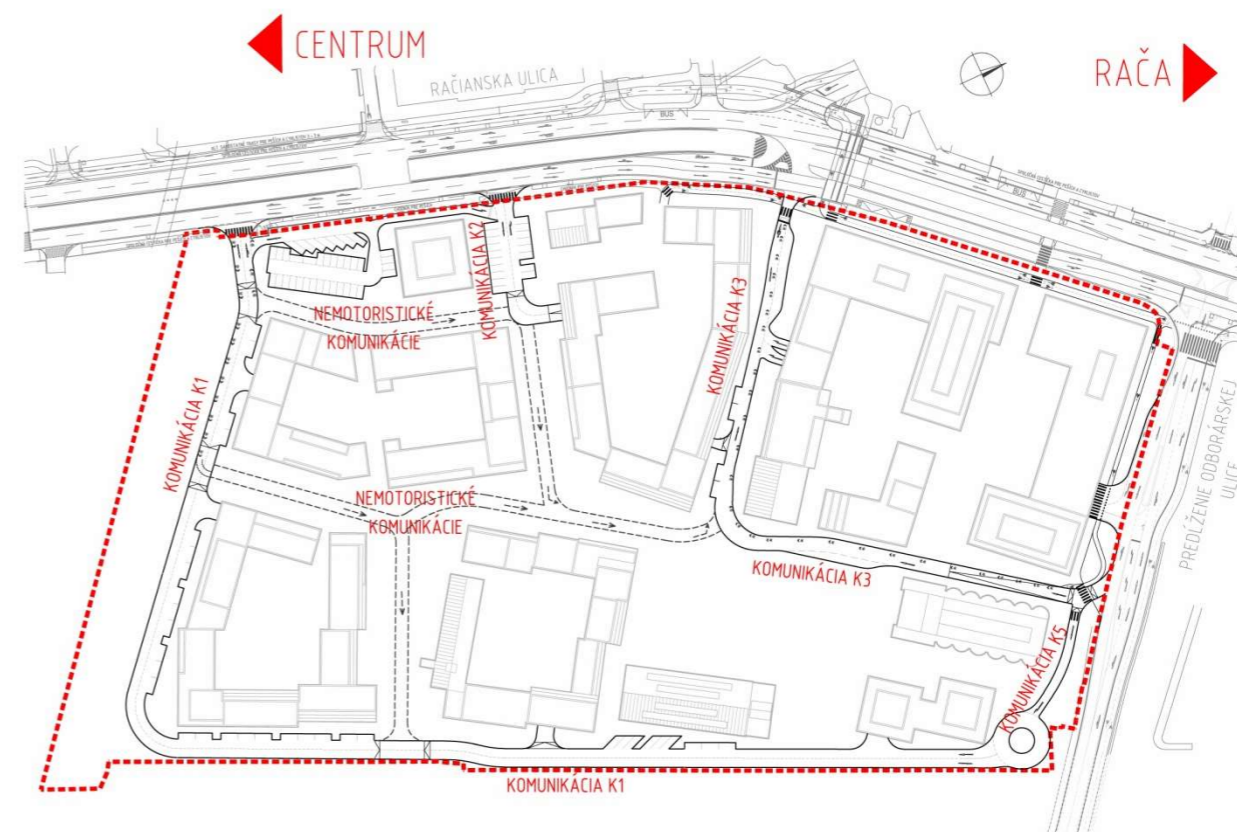 CENTRUM
RAČA
RAČIANSKA ULICA
BUS
BUS
KOMUNIKÁCIA K2
NEMOTORISTICKÉ
KOMUNIKÁCIE
KOMUNIKÁCIA K3
KOMUNIKÁCIA K1
PREDĹŽENIE ODBORÁRSKEJ
ULICE
NEMOTORISTICKÉ
KOMUNIKÁCIE
KOMUNIKÁCIA K3
KOMUNIKÁCIA K5
KOMUNIKÁCIA K1